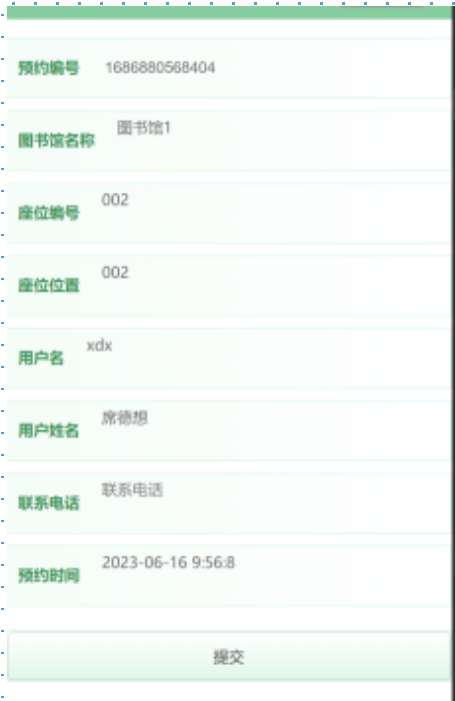 预约编号 1686880568404
图书馆名称 图书馆1
座位编号 002
座位位置 002
用户名 xdx
用户姓名 席德想
联系电话 联系电话
预约时间 2023-06-16 9:56:8
提交